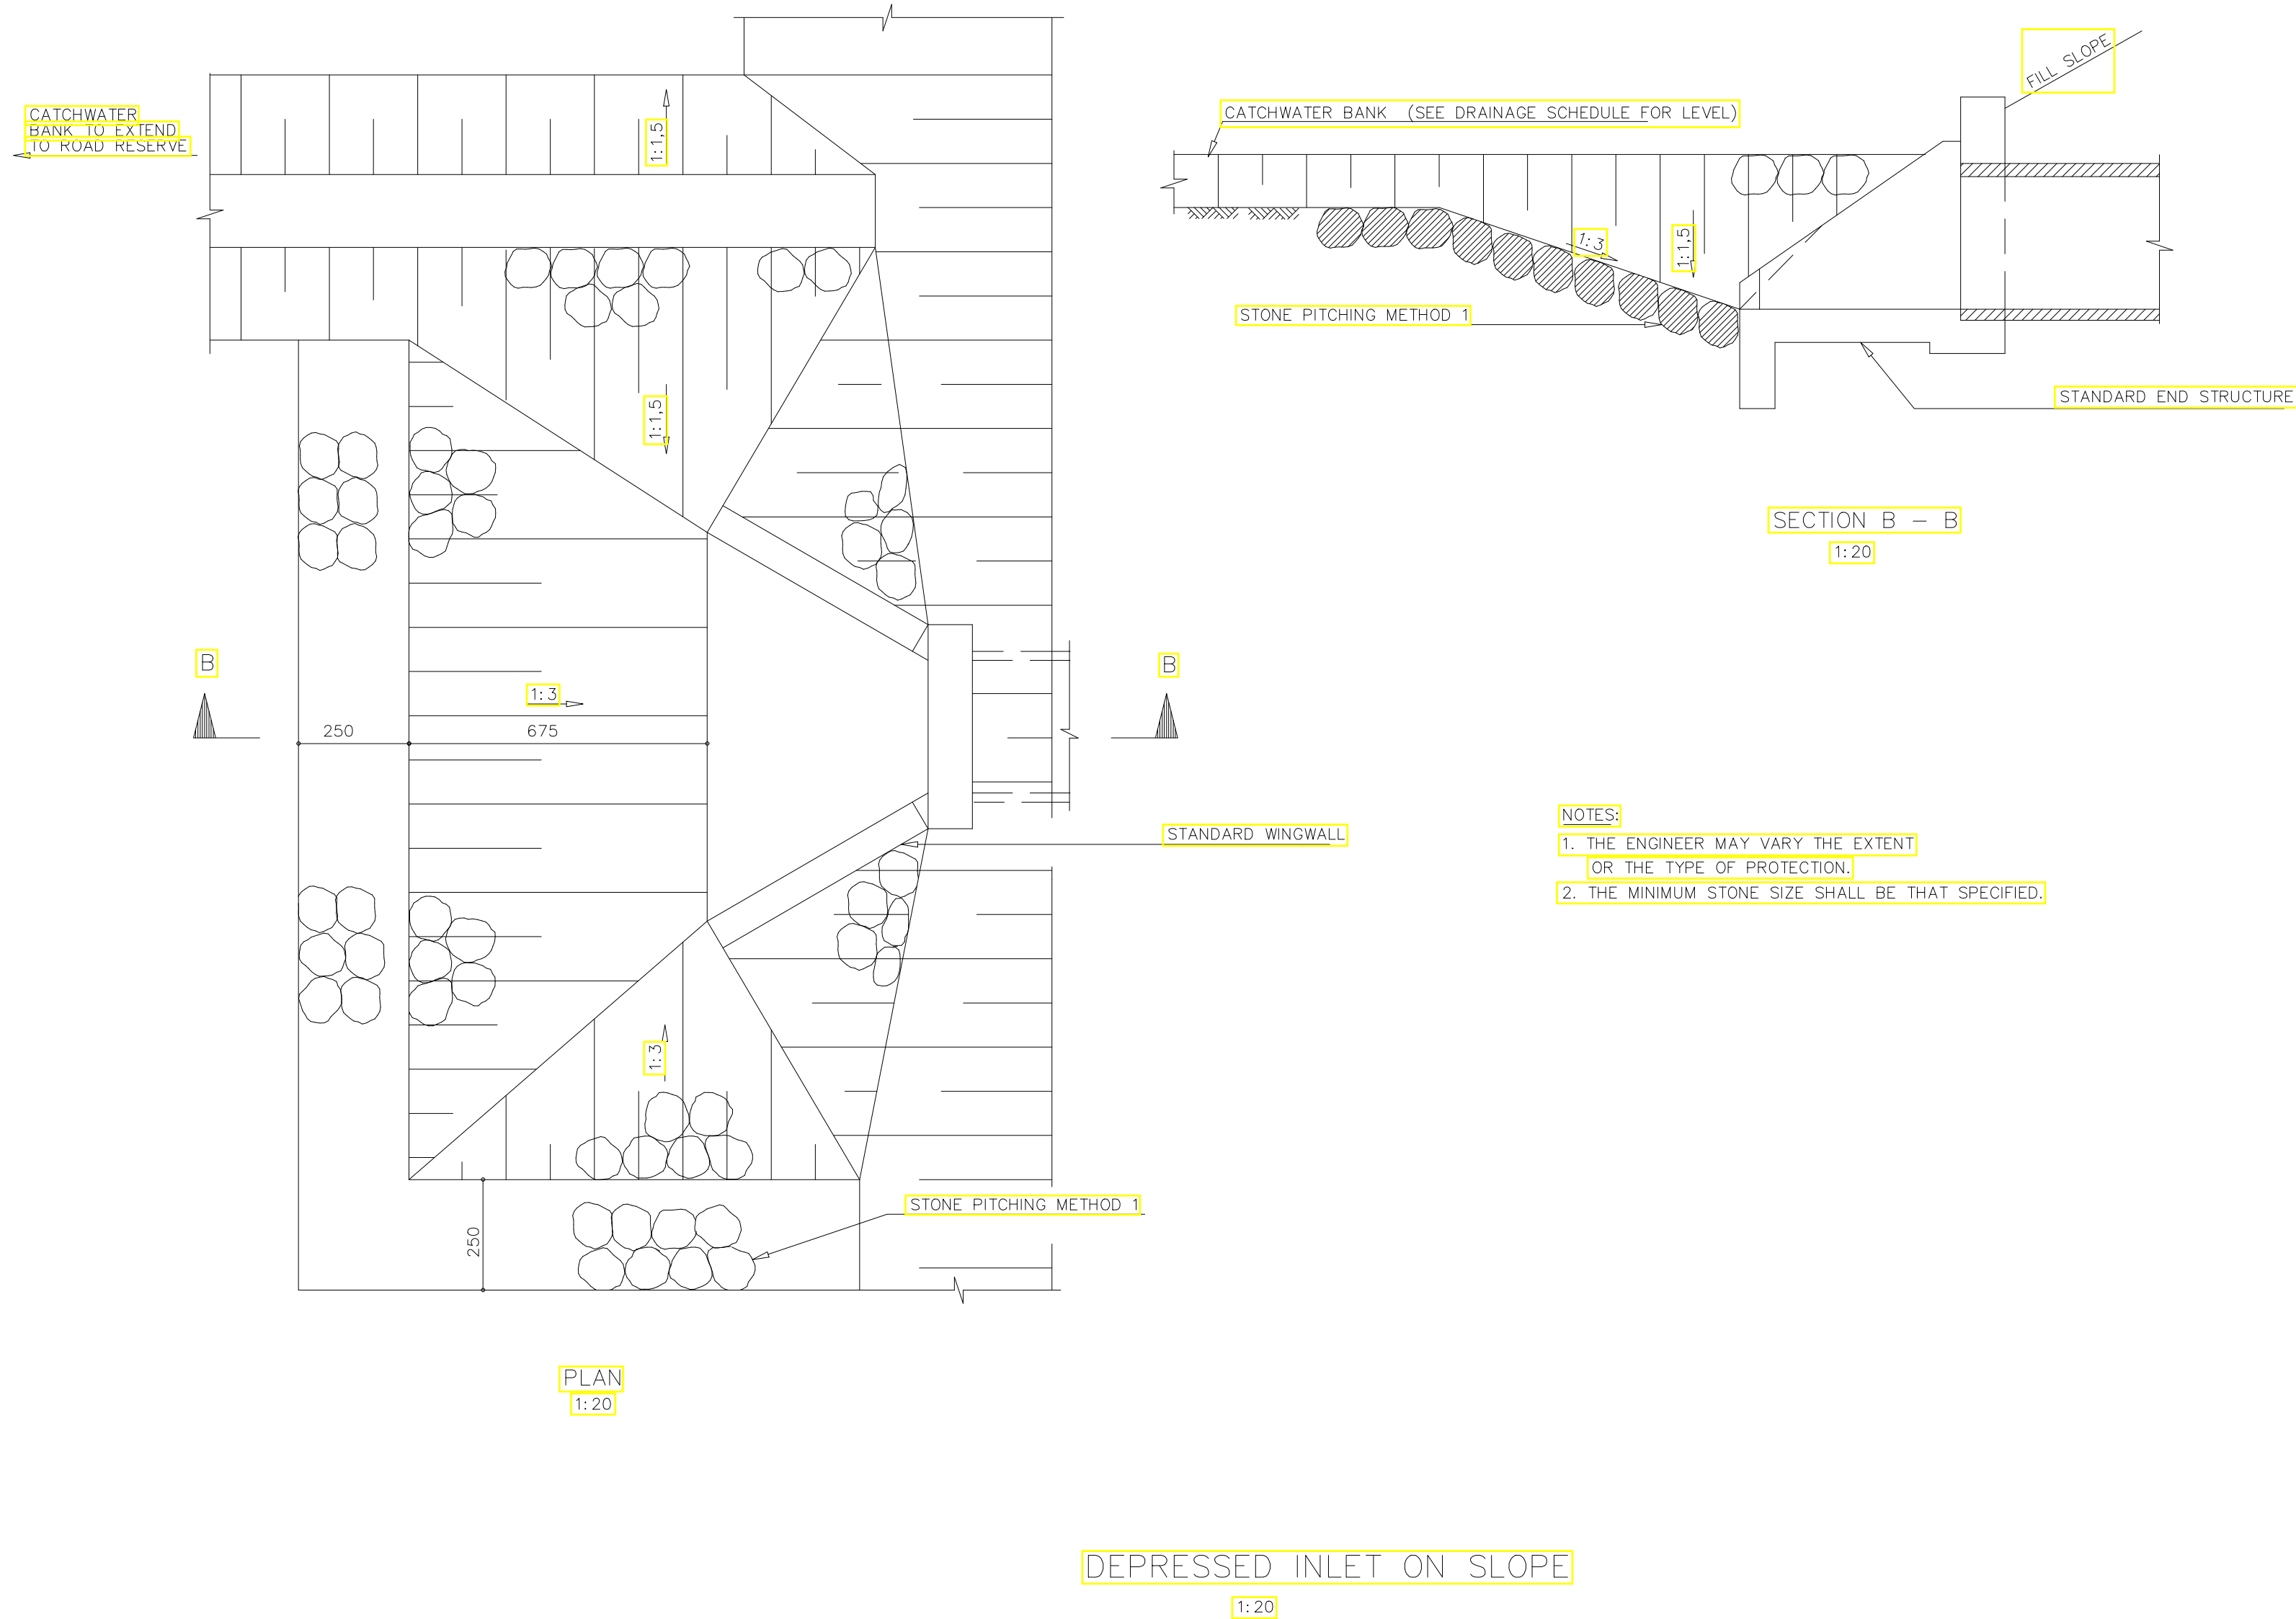 CATCHWATER
BANK TO EXTEND
TO ROAD RESERVE
1:1,5
1:1,5
B
B
1:3
250
675
STANDARD WINGWALL
1:3
STONE PITCHING METHOD 1
250
PLAN
1:20
FILL SLOPE
CATCHWATER BANK (SEE DRAINAGE SCHEDULE FOR LEVEL)
1:3
1:1,5
STONE PITCHING METHOD 1
STANDARD END STRUCTURE
SECTION B – B
1:20
NOTES:
1. THE ENGINEER MAY VARY THE EXTENT
OR THE TYPE OF PROTECTION.
2. THE MINIMUM STONE SIZE SHALL BE THAT SPECIFIED.
DEPRESSED INLET ON SLOPE
1:20